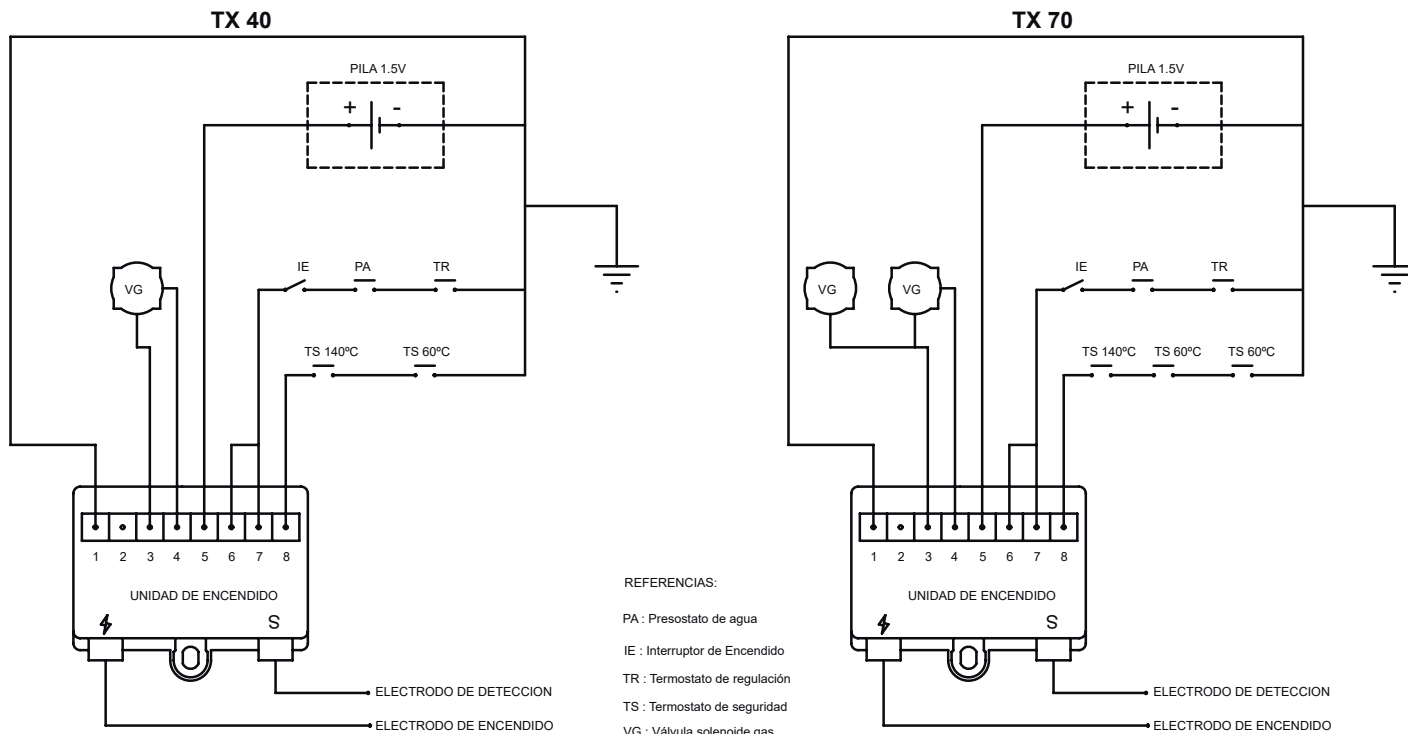 TX 40
PILA 1.5V
+ -
VG
IE PA TR
TS 140ºC TS 60ºC
1 2 3 4 5 6 7 8
UNIDAD DE ENCENDIDO
S
ELECTRODO DE DETECCION
ELECTRODO DE ENCENDIDO
REFERENCIAS:
PA : Presostato de agua
IE : Interruptor de Encendido
TR : Termostato de regulación
TS : Termostato de seguridad
VG : Válvula solenoide gas
TX 70
PILA 1.5V
+ -
VG VG
IE PA TR
TS 140ºC TS 60ºC TS 60ºC
1 2 3 4 5 6 7 8
UNIDAD DE ENCENDIDO
S
ELECTRODO DE DETECCION
ELECTRODO DE ENCENDIDO